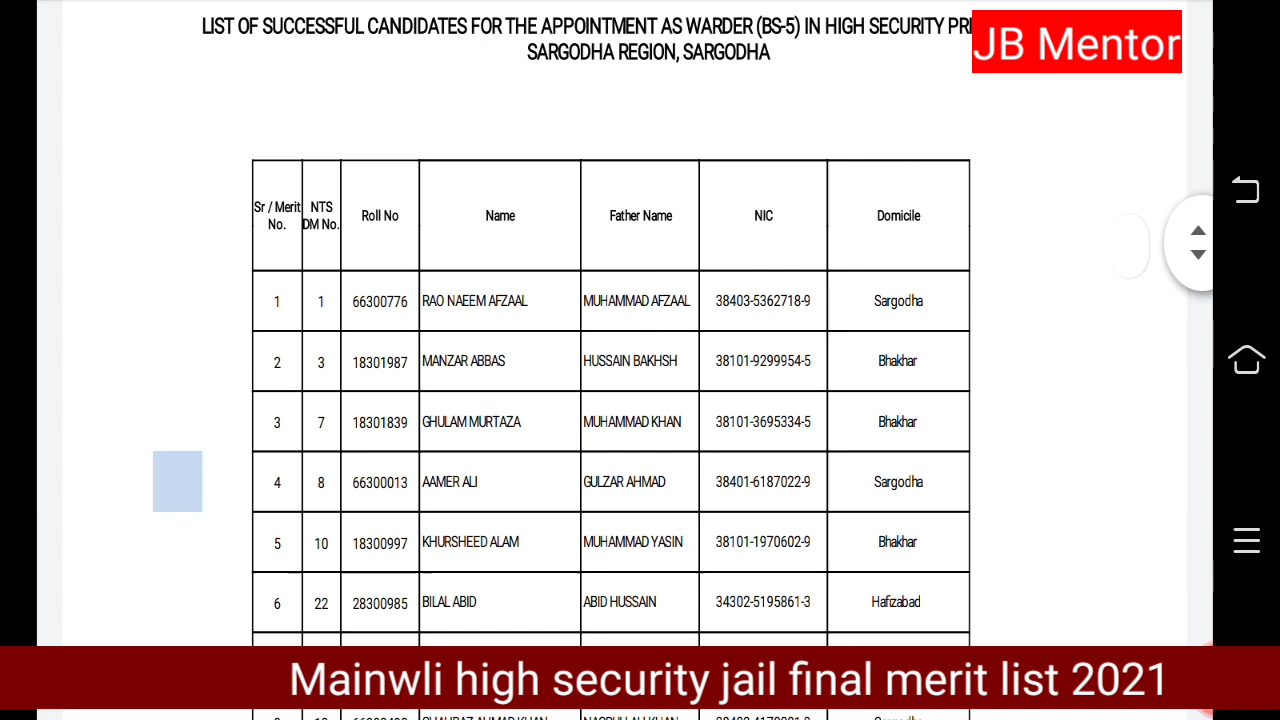 LIST OF SUCCESSFUL CANDIDATES FOR THE APPOINTMENT AS WARDER (BS-5) IN HIGH SECURITY
SARGODHA REGION, SARGODHA
JB Mentor
Sr / Merit No. NTS DM No. Roll No Name Father Name NIC Domicile
1 1 66300776 RAO NAEEM AFZAAL MUHAMMAD AFZAAL 38403-5362718-9 Sargodha
2 3 18301987 MANZAR ABBAS HUSSAIN BAKHSH 38101-9299954-5 Bhakhar
3 7 18301839 GHULAM MURTAZA MUHAMMAD KHAN 38101-3695334-5 Bhakhar
4 8 66300013 AAMER ALI GULZAR AHMAD 38401-6187022-9 Sargodha
5 10 18300997 KHURSHEED ALAM MUHAMMAD YASIN 38101-1970602-9 Bhakhar
6 22 28300985 BILAL ABID ABID HUSSAIN 34302-5195861-3 Hafizabad
Mainwli high security jail final merit list 2021